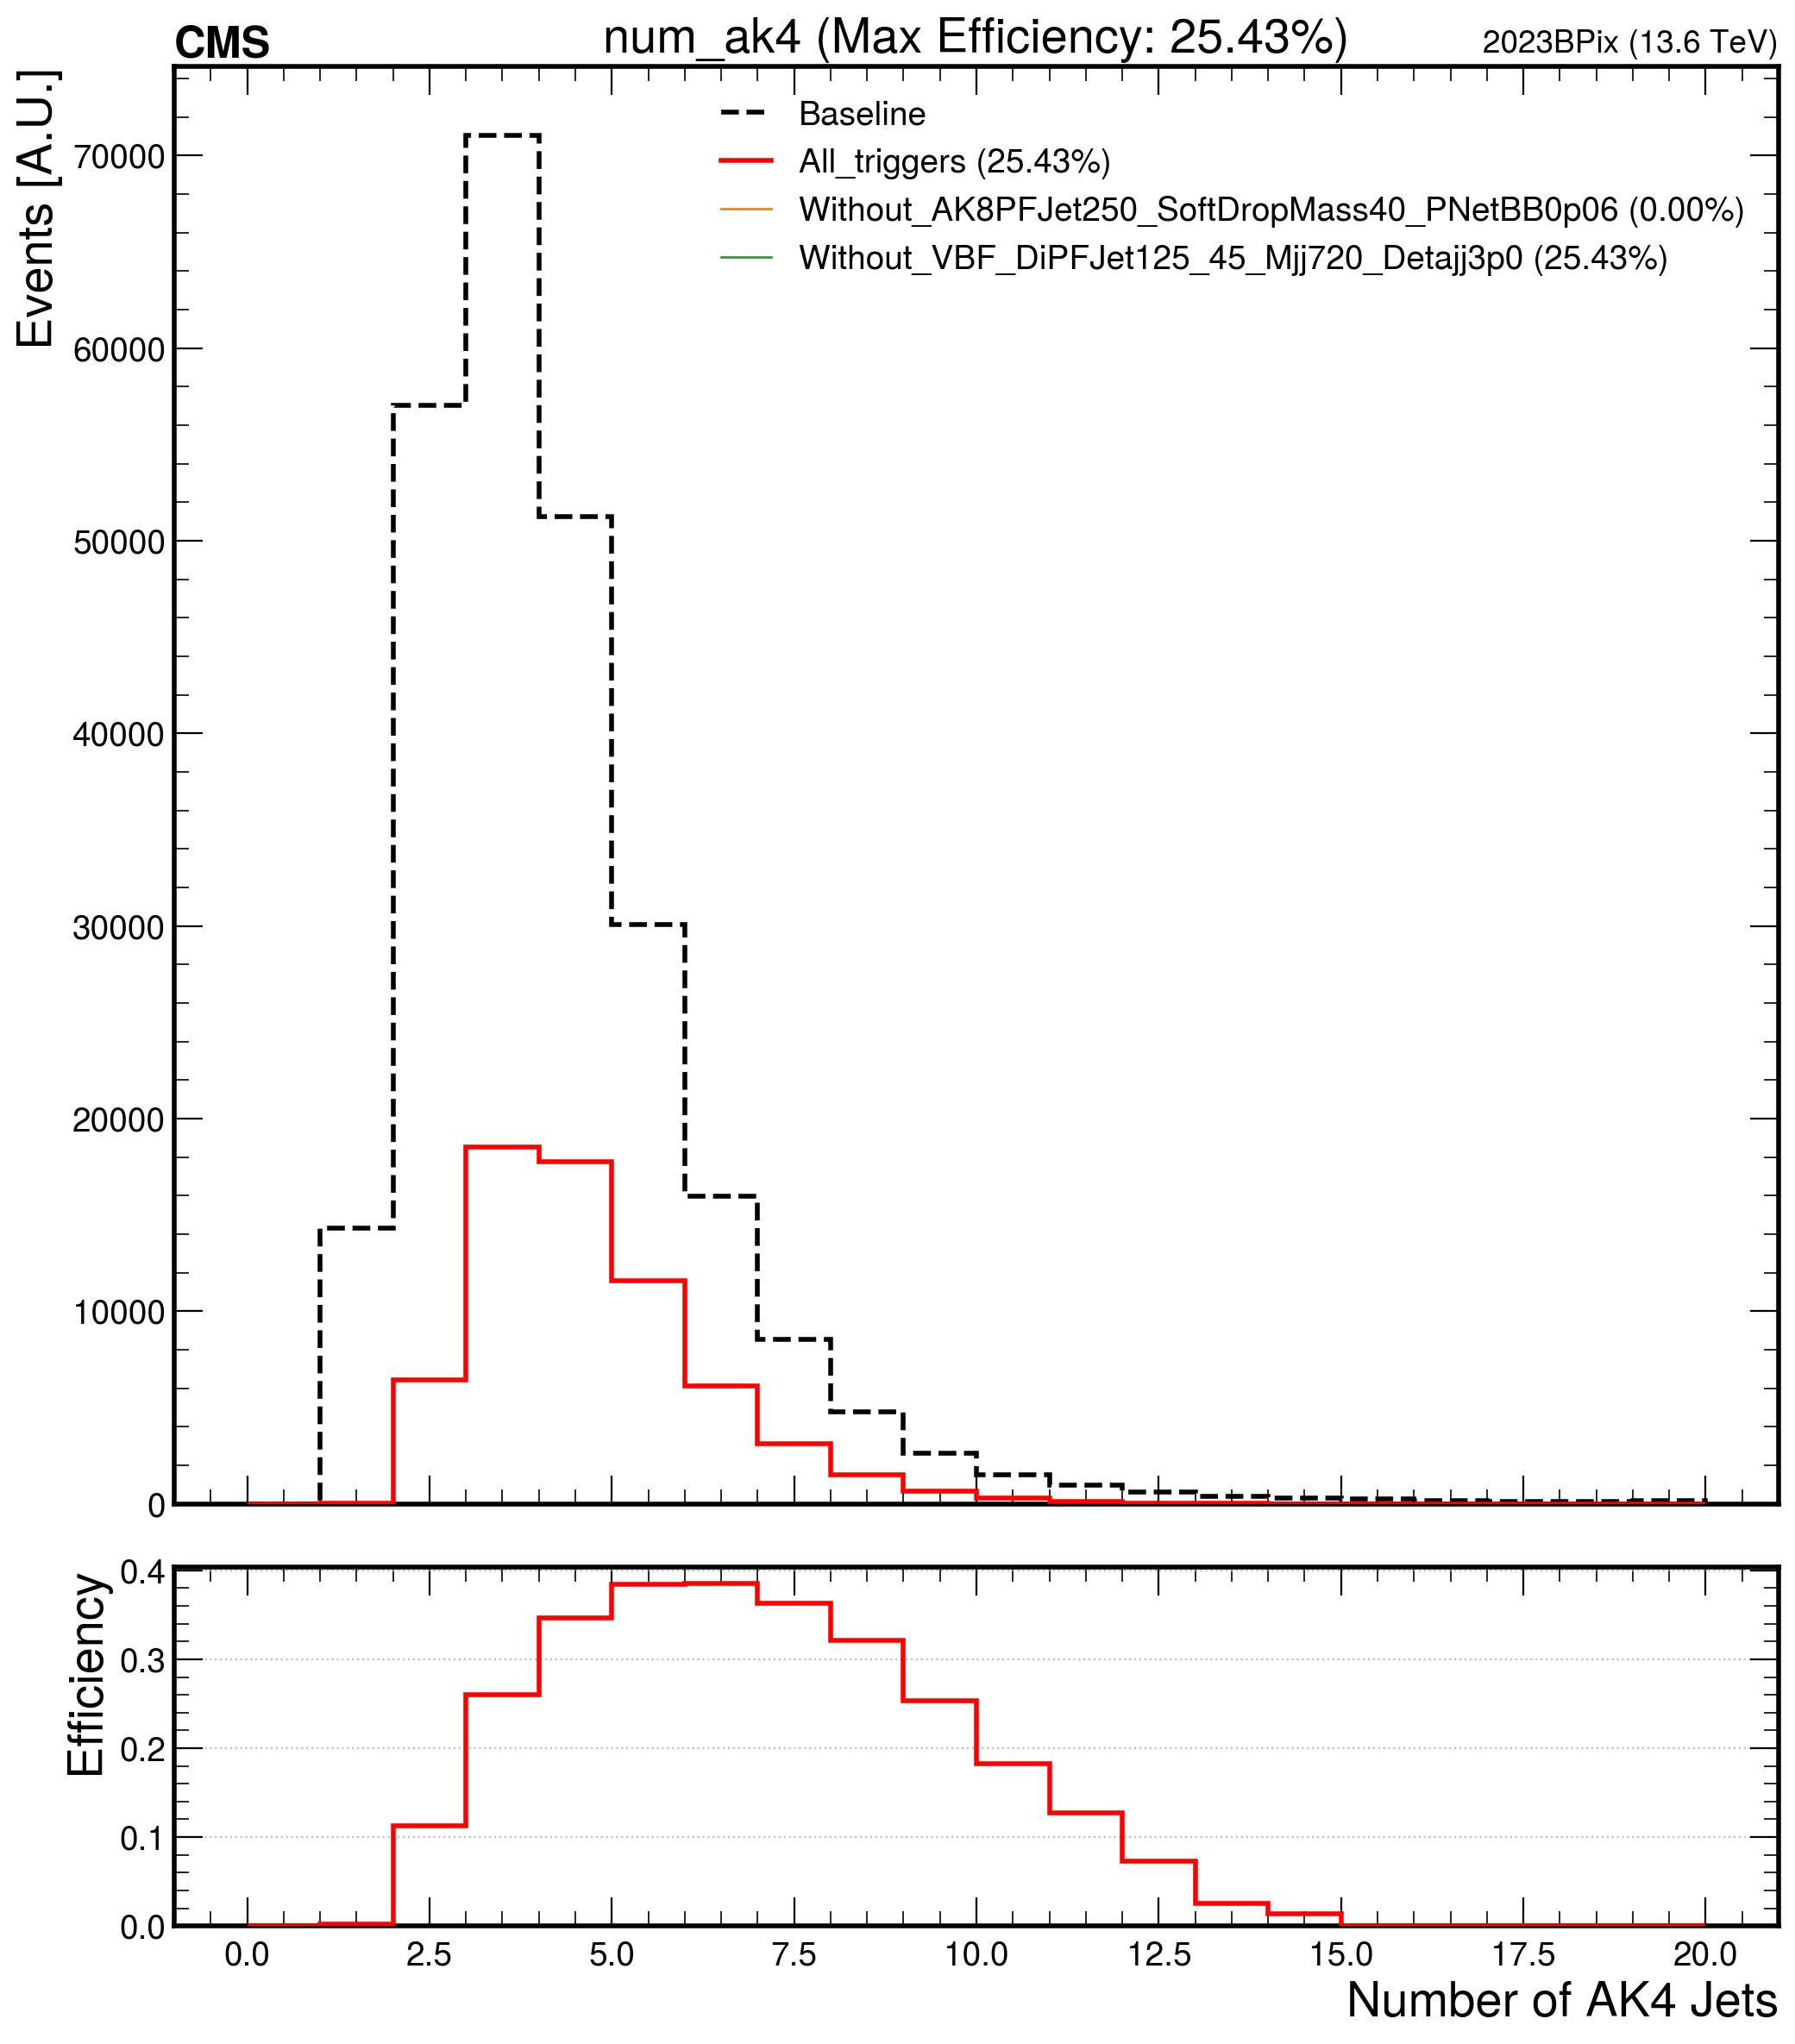 CMS
num_ak4 (Max Efficiency: 25.43%)
2023BPix (13.6 TeV)
Events [A.U.]
Baseline
All_triggers (25.43%)
Without_AK8PFJet250_SoftDropMass40_PNetBB0p06 (0.00%)
Without_VBF_DiPFJet125_45_Mjj720_Detajj3p0 (25.43%)
70000
60000
50000
40000
30000
20000
10000
0
Efficiency
0.4
0.3
0.2
0.1
0.0
0.0 2.5 5.0 7.5 10.0 12.5 15.0 17.5 20.0
Number of AK4 Jets